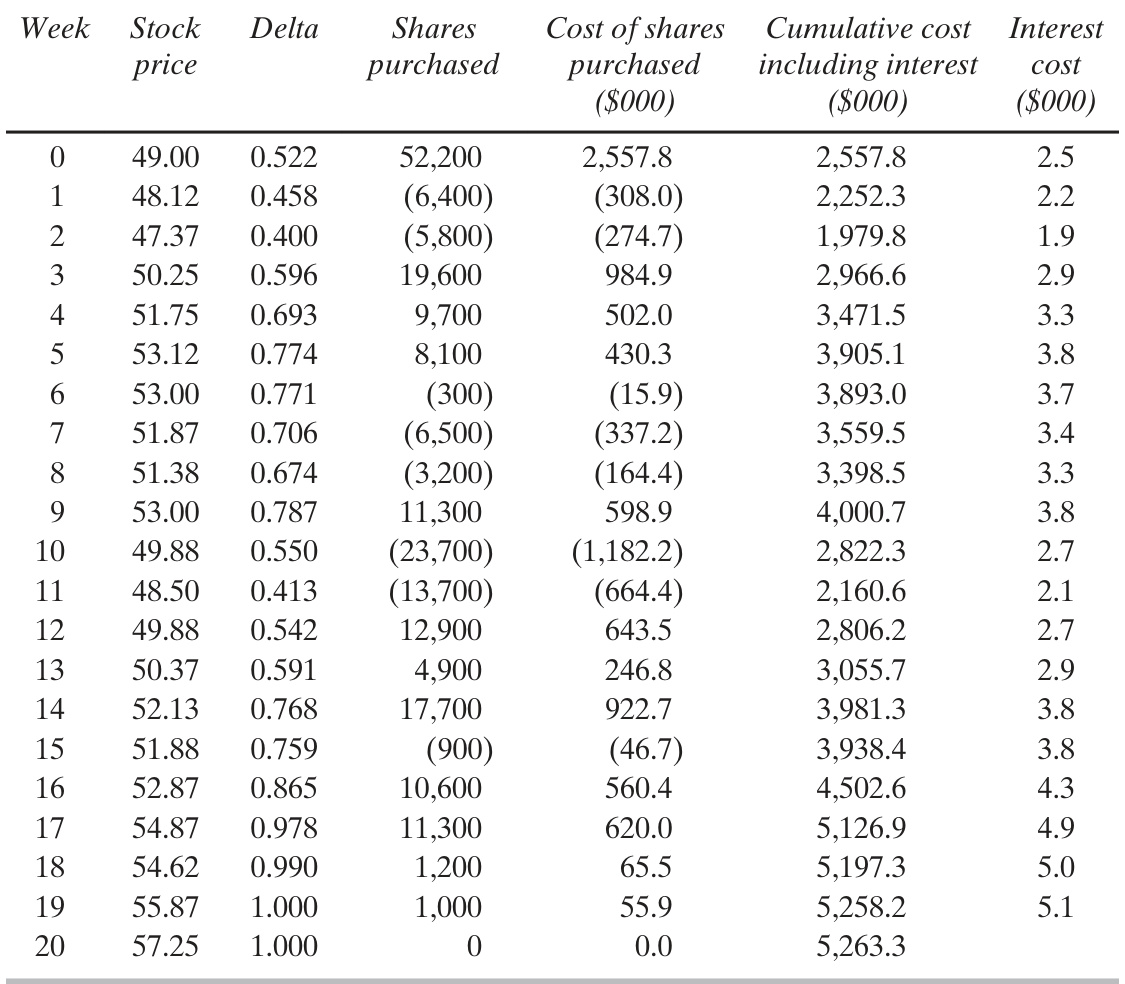 Week Stock Delta Shares Cost of shares Cumulative cost Interest
price purchased purchased including interest cost
($000) ($000) ($000)
0 49.00 0.522 52,200 2,557.8 2,557.8 2.5
1 48.12 0.458 (6,400) (308.0) 2,252.3 2.2
2 47.37 0.400 (5,800) (274.7) 1,979.8 1.9
3 50.25 0.596 19,600 984.9 2,966.6 2.9
4 51.75 0.693 9,700 502.0 3,471.5 3.3
5 53.12 0.774 8,100 430.3 3,905.1 3.8
6 53.00 0.771 (300) (15.9) 3,893.0 3.7
7 51.87 0.706 (6,500) (337.2) 3,559.5 3.4
8 51.38 0.674 (3,200) (164.4) 3,398.5 3.3
9 53.00 0.787 11,300 598.9 4,000.7 3.8
10 49.88 0.550 (23,700) (1,182.2) 2,822.3 2.7
11 48.50 0.413 (13,700) (664.4) 2,160.6 2.1
12 49.88 0.542 12,900 643.5 2,806.2 2.7
13 50.37 0.591 4,900 246.8 3,055.7 2.9
14 52.13 0.768 17,700 922.7 3,981.3 3.8
15 51.88 0.759 (900) (46.7) 3,938.4 3.8
16 52.87 0.865 10,600 560.4 4,502.6 4.3
17 54.87 0.978 11,300 620.0 5,126.9 4.9
18 54.62 0.990 1,200 65.5 5,197.3 5.0
19 55.87 1.000 1,000 55.9 5,258.2 5.1
20 57.25 1.000 0 0.0 5,263.3